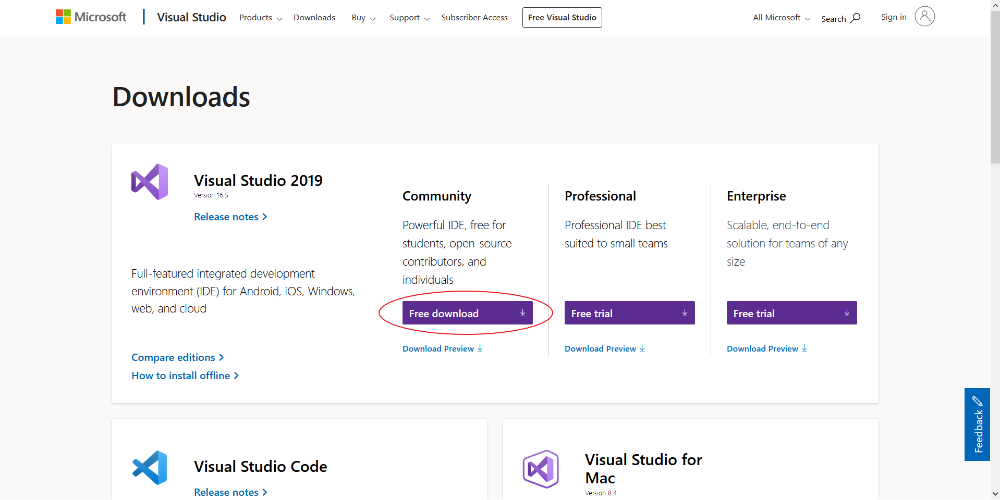 Microsoft
Visual Studio
Products
Downloads
Buy
Support
Subscriber Access
Free Visual Studio
All Microsoft
Search
Sign in
Downloads
Visual Studio 2019
Version 16.5
Release notes
Full-featured integrated development
environment (IDE) for Android, iOS, Windows,
web, and cloud
Compare editions
How to install offline
Community
Powerful IDE, free for
students, open-source
contributors, and
individuals
Free download
Download Preview
Professional
Professional IDE best
suited to small teams
Free trial
Download Preview
Enterprise
Scalable, end-to-end
solution for teams of any
size
Free trial
Download Preview
Feedback
Visual Studio Code
Release notes
Visual Studio for
Mac
Version 8.4